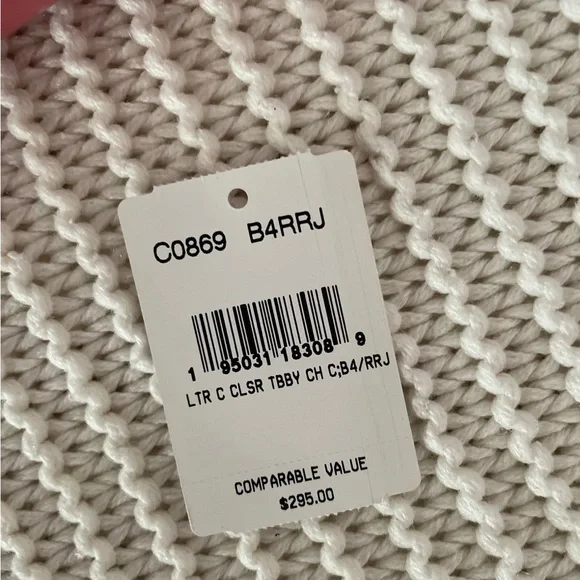 C0869 B4RRJ
1 95031 18308 9
LTR C CLSR TBBY CH C;B4/RRJ
COMPARABLE VALUE
$295.00